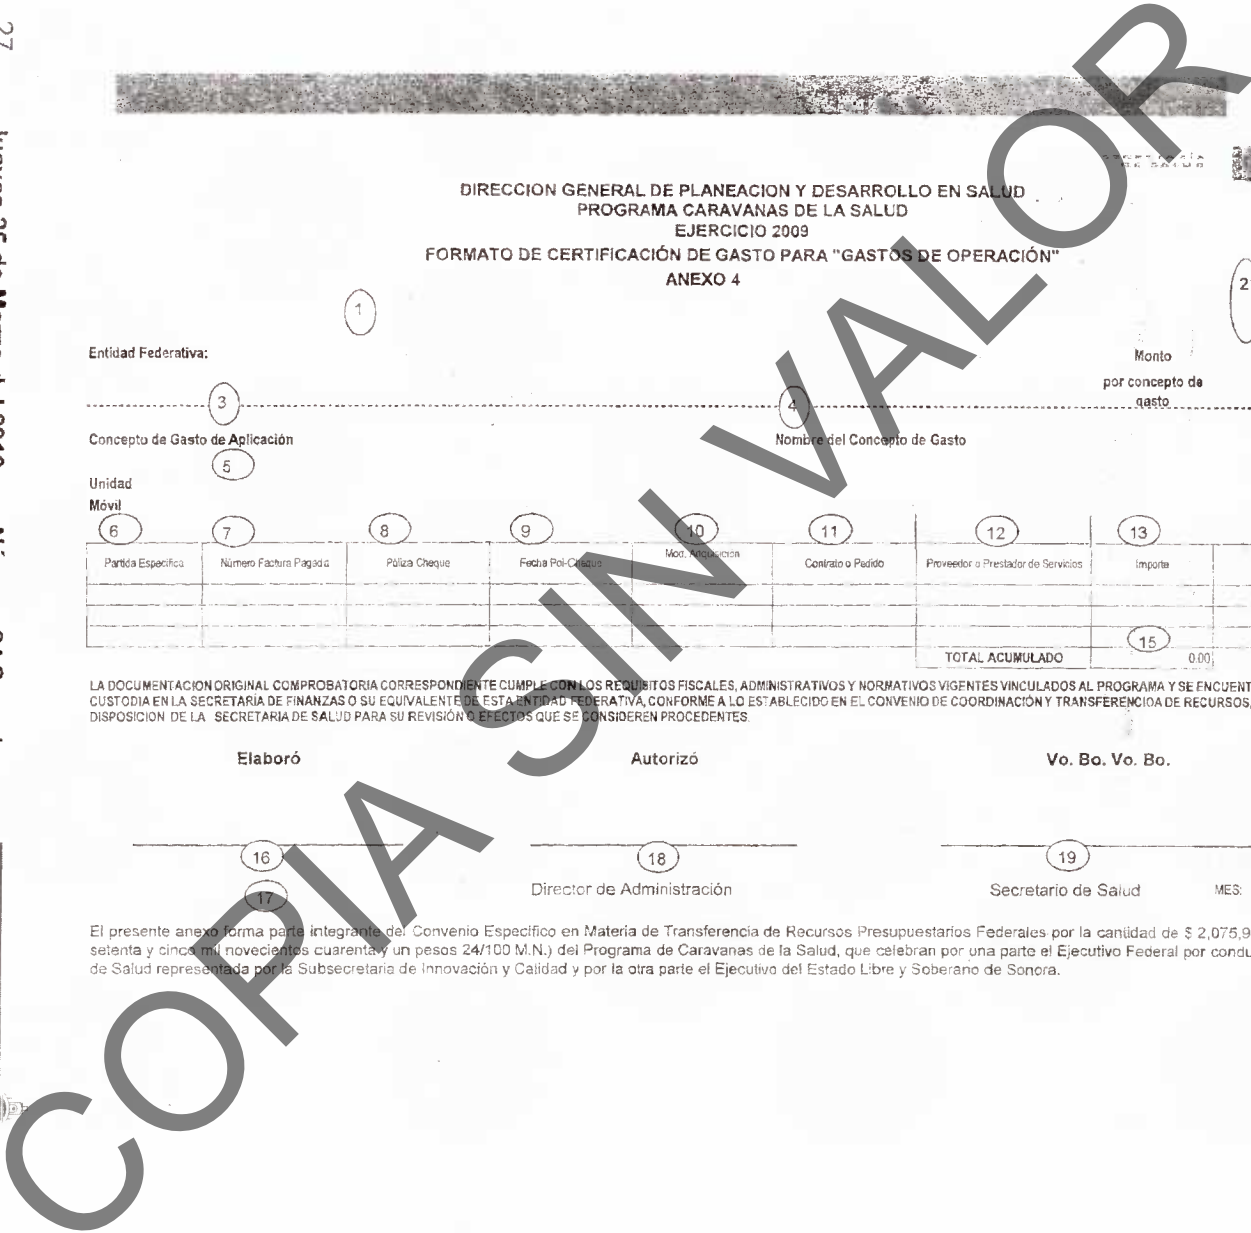 27
SECRETARÍA
DE SALUD
DIRECCION GENERAL DE PLANEACION Y DESARROLLO EN SALUD
PROGRAMA CARAVANAS DE LA SALUD
EJERCICIO 2009
FORMATO DE CERTIFICACIÓN DE GASTO PARA "GASTOS DE OPERACIÓN"
ANEXO 4
1
2
Entidad Federativa:
Monto
por concepto de
gasto
3
4
Concepto de Gasto de Aplicación
Nombre del Concepto de Gasto
5
Unidad
Móvil
6 7 8 9 10 11 12 13
Partida Específica Número Factura Pagada Póliza Cheque Fecha Pol-Cheque Mod. Arquisicion Contrato o Pedido Proveedor o Prestador de Servicios Importe
15
TOTAL ACUMULADO 0.00
LA DOCUMENTACION ORIGINAL COMPROBATORIA CORRESPONDIENTE CUMPLE CON LOS REQUISITOS FISCALES, ADMINISTRATIVOS Y NORMATIVOS VIGENTES VINCULADOS AL PROGRAMA Y SE ENCUENT
CUSTODIA EN LA SECRETARÍA DE FINANZAS O SU EQUIVALENTE DE ESTA ENTIDAD FEDERATIVA, CONFORME A LO ESTABLECIDO EN EL CONVENIO DE COORDINACIÓN Y TRANSFERENCIOA DE RECURSOS,
DISPOSICION DE LA SECRETARIA DE SALUD PARA SU REVISIÓN O EFECTOS QUE SE CONSIDEREN PROCEDENTES.
Elaboró Autorizó Vo. Bo. Vo. Bo.
16 18 19
17
Director de Administración Secretario de Salud MES:
El presente anexo forma parte integrante del Convenio Específico en Materia de Transferencia de Recursos Presupuestarios Federales por la cantidad de $ 2,075,9
setenta y cinco mil novecientos cuarenta y un pesos 24/100 M.N.) del Programa de Caravanas de la Salud, que celebran por una parte el Ejecutivo Federal por condu
de Salud representada por la Subsecretaria de Innovación y Calidad y por la otra parte el Ejecutivo del Estado Libre y Soberano de Sonora.
COPIA SIN VALOR